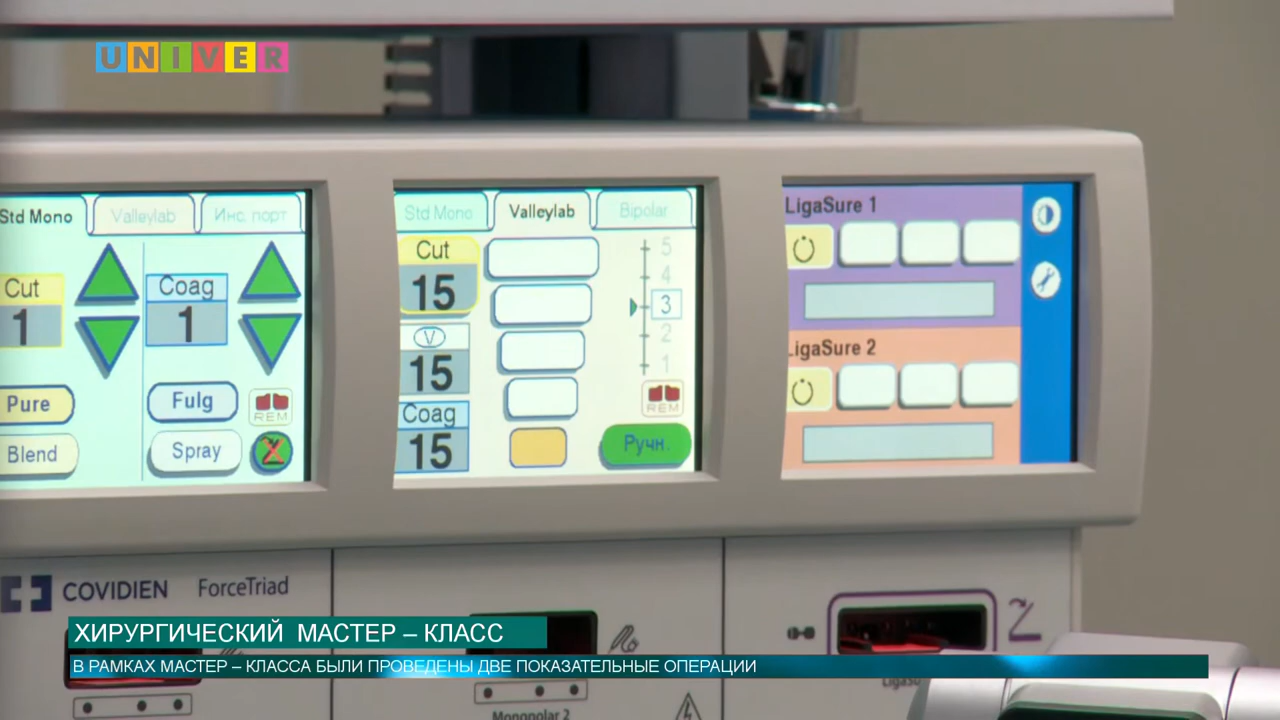 UNIVER
Std Mono
Valleylab
Инс. порт
Cut
1
Coag
1
Pure
Fulg
REM
Blend
Spray
Std Mono
Valleylab
Bipolar
Cut
15
V
15
Coag
15
5
4
3
2
1
REM
Ручн.
LigaSure 1
LigaSure 2
COVIDIEN
ForceTriad
ХИРУРГИЧЕСКИЙ МАСТЕР – КЛАСС
В РАМКАХ МАСТЕР – КЛАССА БЫЛИ ПРОВЕДЕНЫ ДВЕ ПОКАЗАТЕЛЬНЫЕ ОПЕРАЦИИ
Monopolar 2